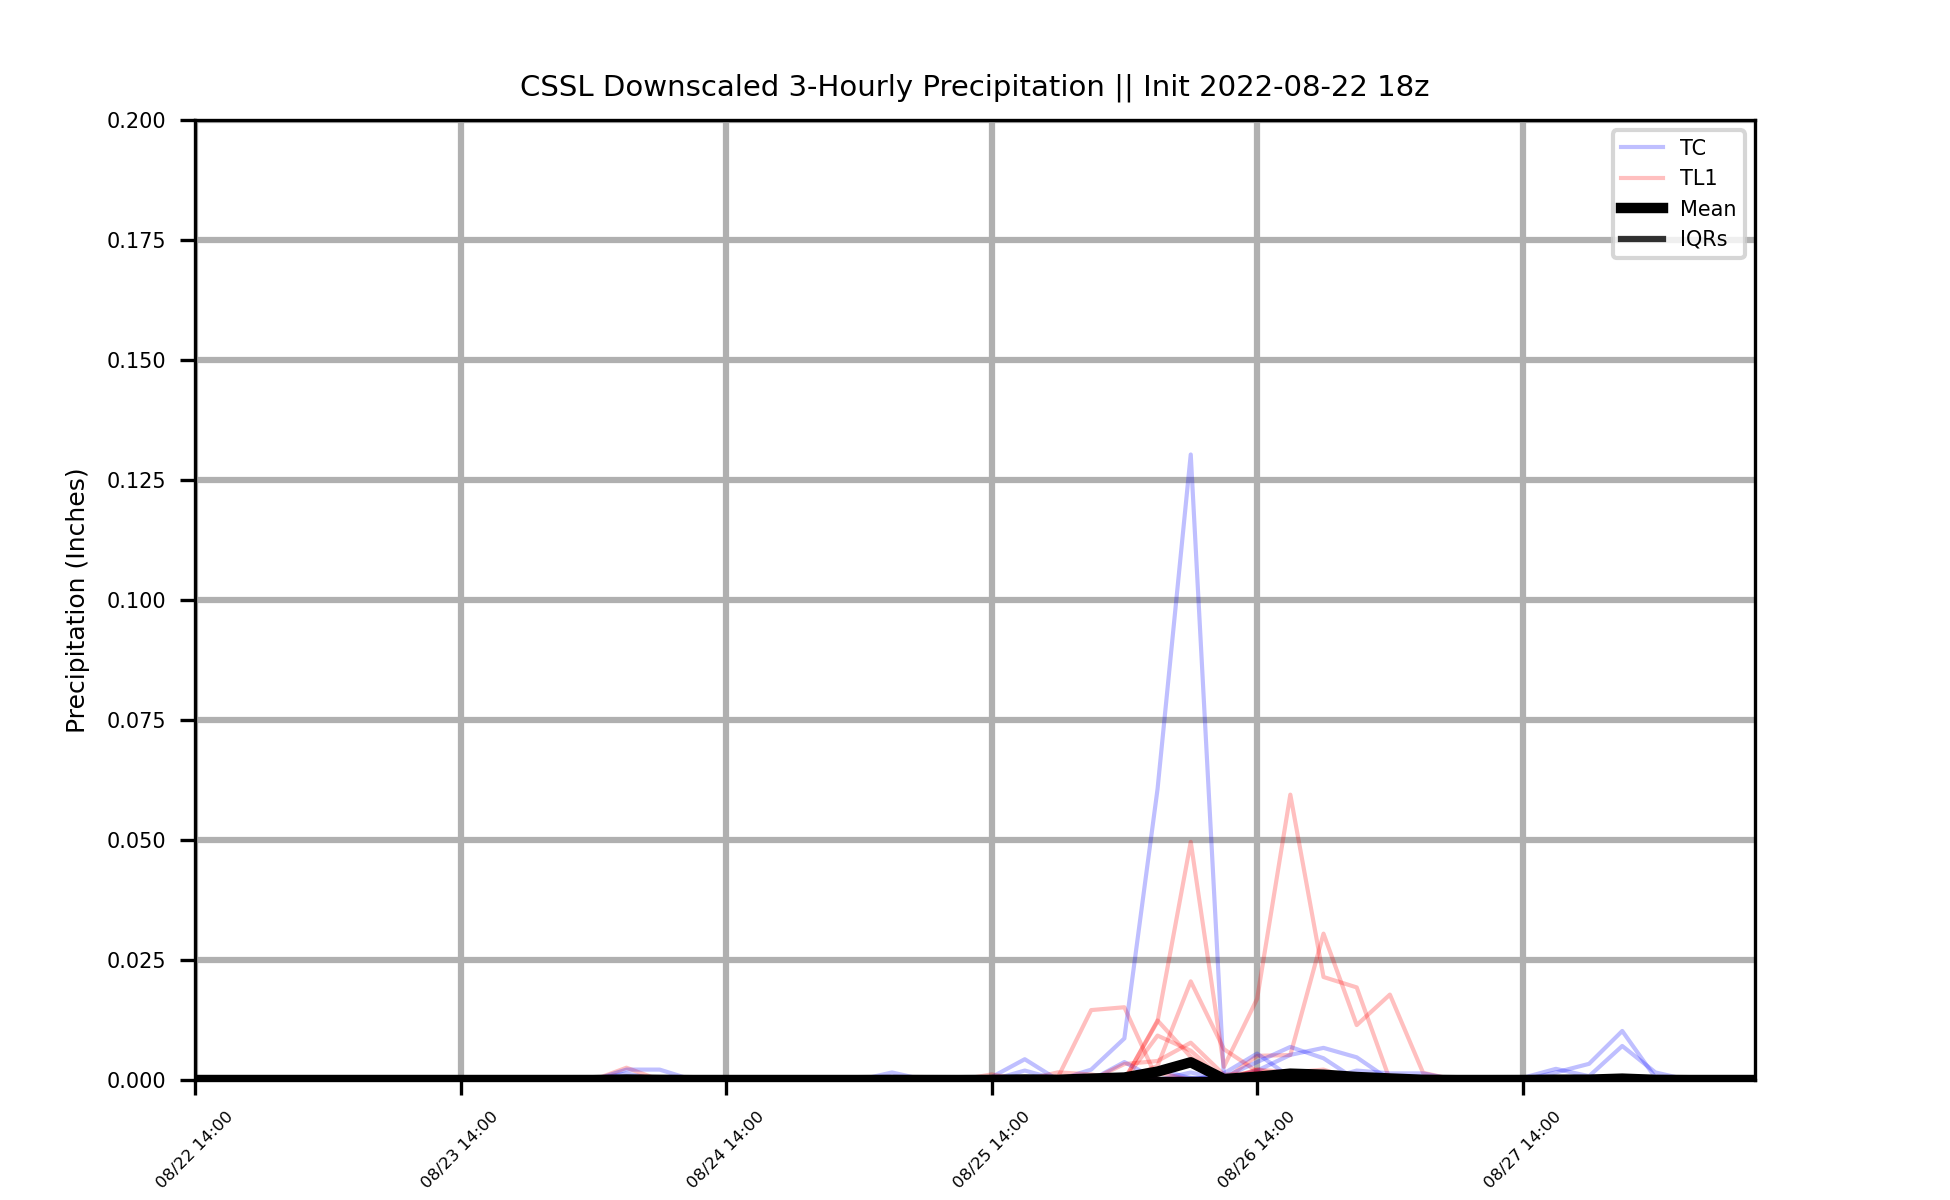 CSSL Downscaled 3-Hourly Precipitation || Init 2022-08-22 18z
Precipitation (Inches)
0.200
0.175
0.150
0.125
0.100
0.075
0.050
0.025
0.000
TC
TL1
Mean
IQRs
08/22 14:00
08/23 14:00
08/24 14:00
08/25 14:00
08/26 14:00
08/27 14:00